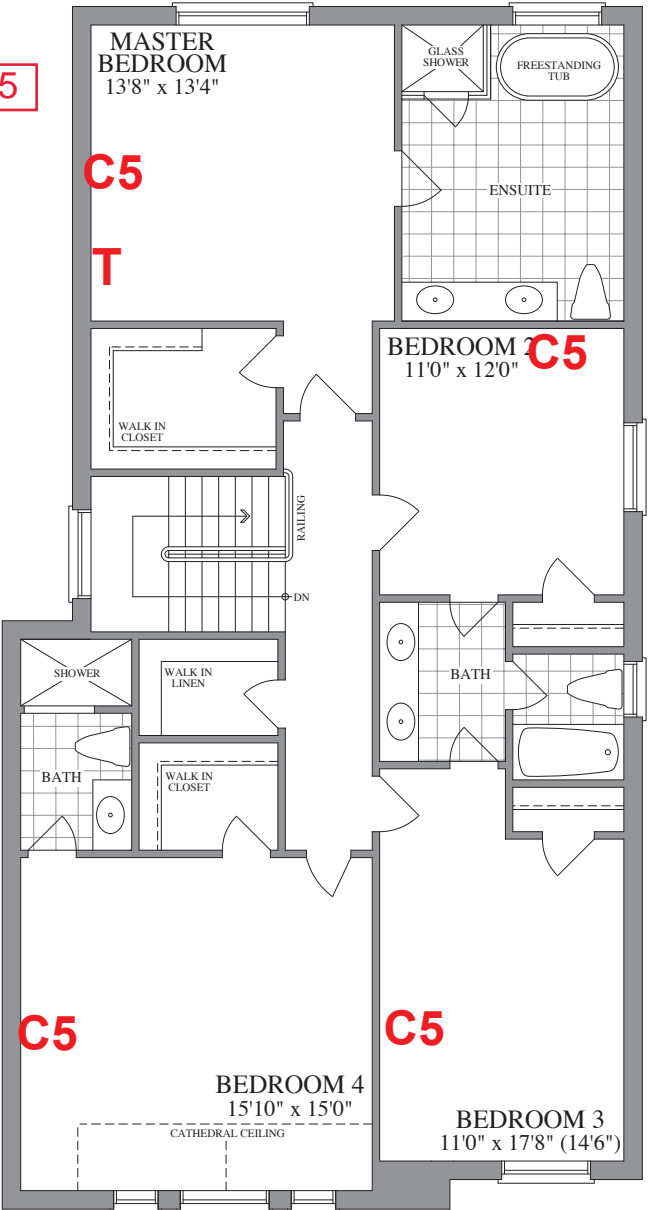 5
MASTER
BEDROOM
13'8" x 13'4"
GLASS
SHOWER
FREESTANDING
TUB
C5
ENSUITE
T
BEDROOM 2
C5
11'0" x 12'0"
WALK IN
CLOSET
RAILING
DN
SHOWER
WALK IN
LINEN
BATH
BATH
WALK IN
CLOSET
C5
C5
BEDROOM 4
15'10" x 15'0"
CATHEDRAL CEILING
BEDROOM 3
11'0" x 17'8" (14'6")